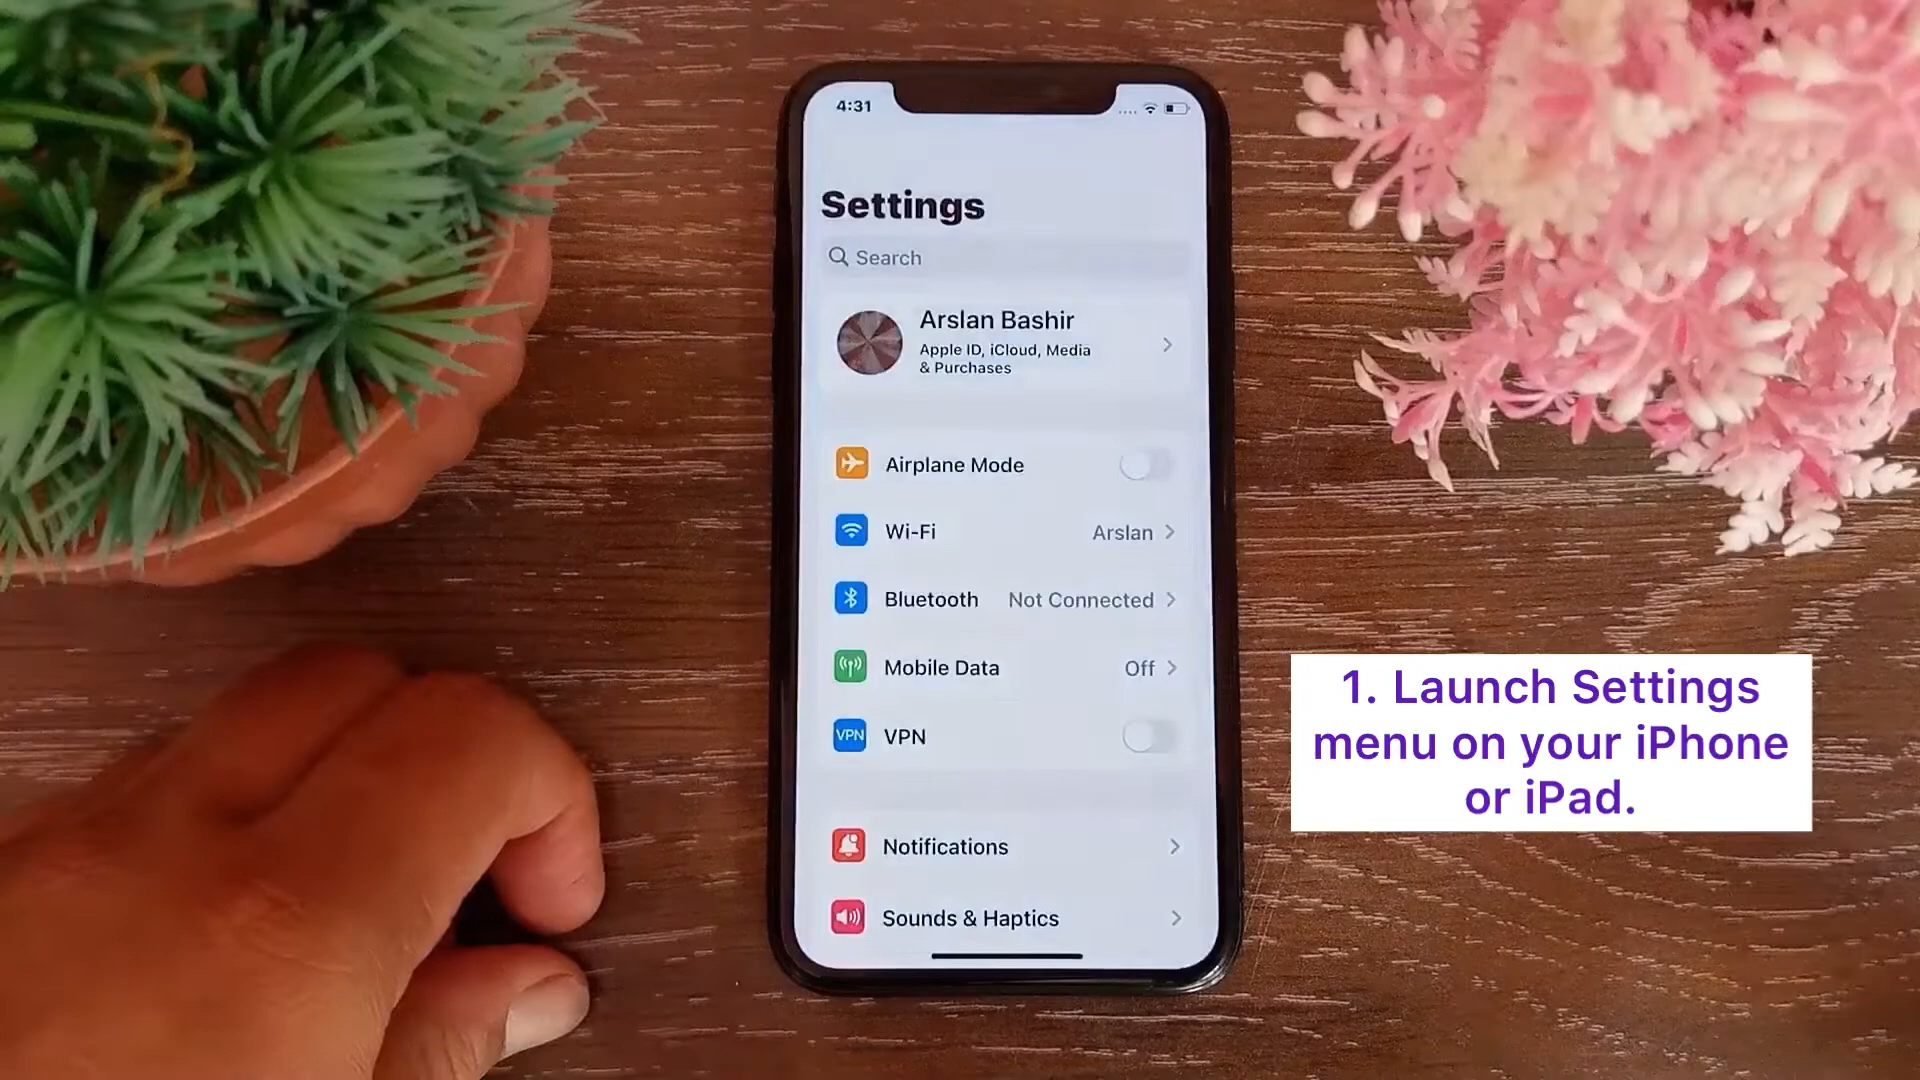 4:31
Settings
Search
Arslan Bashir
Apple ID, iCloud, Media
& Purchases
Airplane Mode
Wi-Fi Arslan
Bluetooth Not Connected
Mobile Data Off
VPN VPN
Notifications
Sounds & Haptics
1. Launch Settings
menu on your iPhone
or iPad.